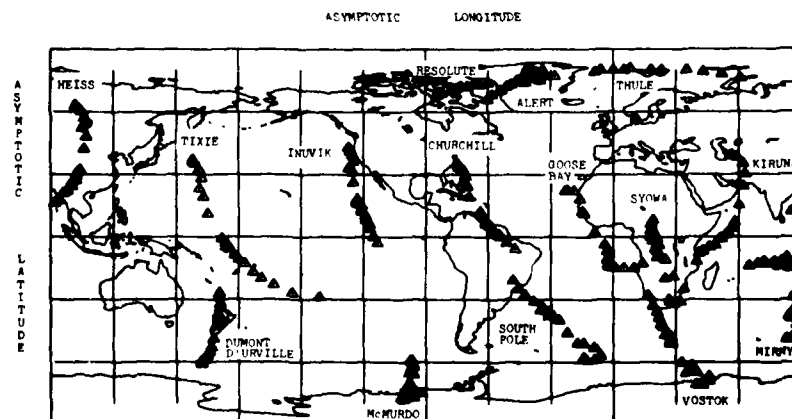 ASYMPTOTIC LONGITUDE
ASYMPTOTIC
LATITUDE
RESOLUTE
HEISS
THULE
ALERT
TIXIE
INUVIK
CHURCHILL
GOOSE
BAY
KIRUN
SYOWA
DUMONT
D'URVILLE
SOUTH
POLE
MIRNY
VOSTOK
McMURDO